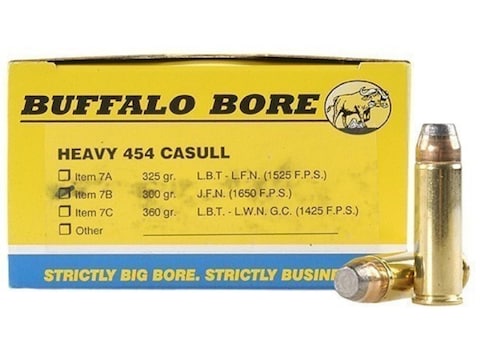 BUFFALO BORE
HEAVY 454 CASULL
Item 7A 325 gr. L.B.T - L.F.N. (1525 F.P.S.)
Item 7B 300 gr. J.F.N. (1650 F.P.S.)
Item 7C 360 gr. L.B.T. - L.W.N. G.C. (1425 F.P.S.)
Other
STRICTLY BIG BORE. STRICTLY